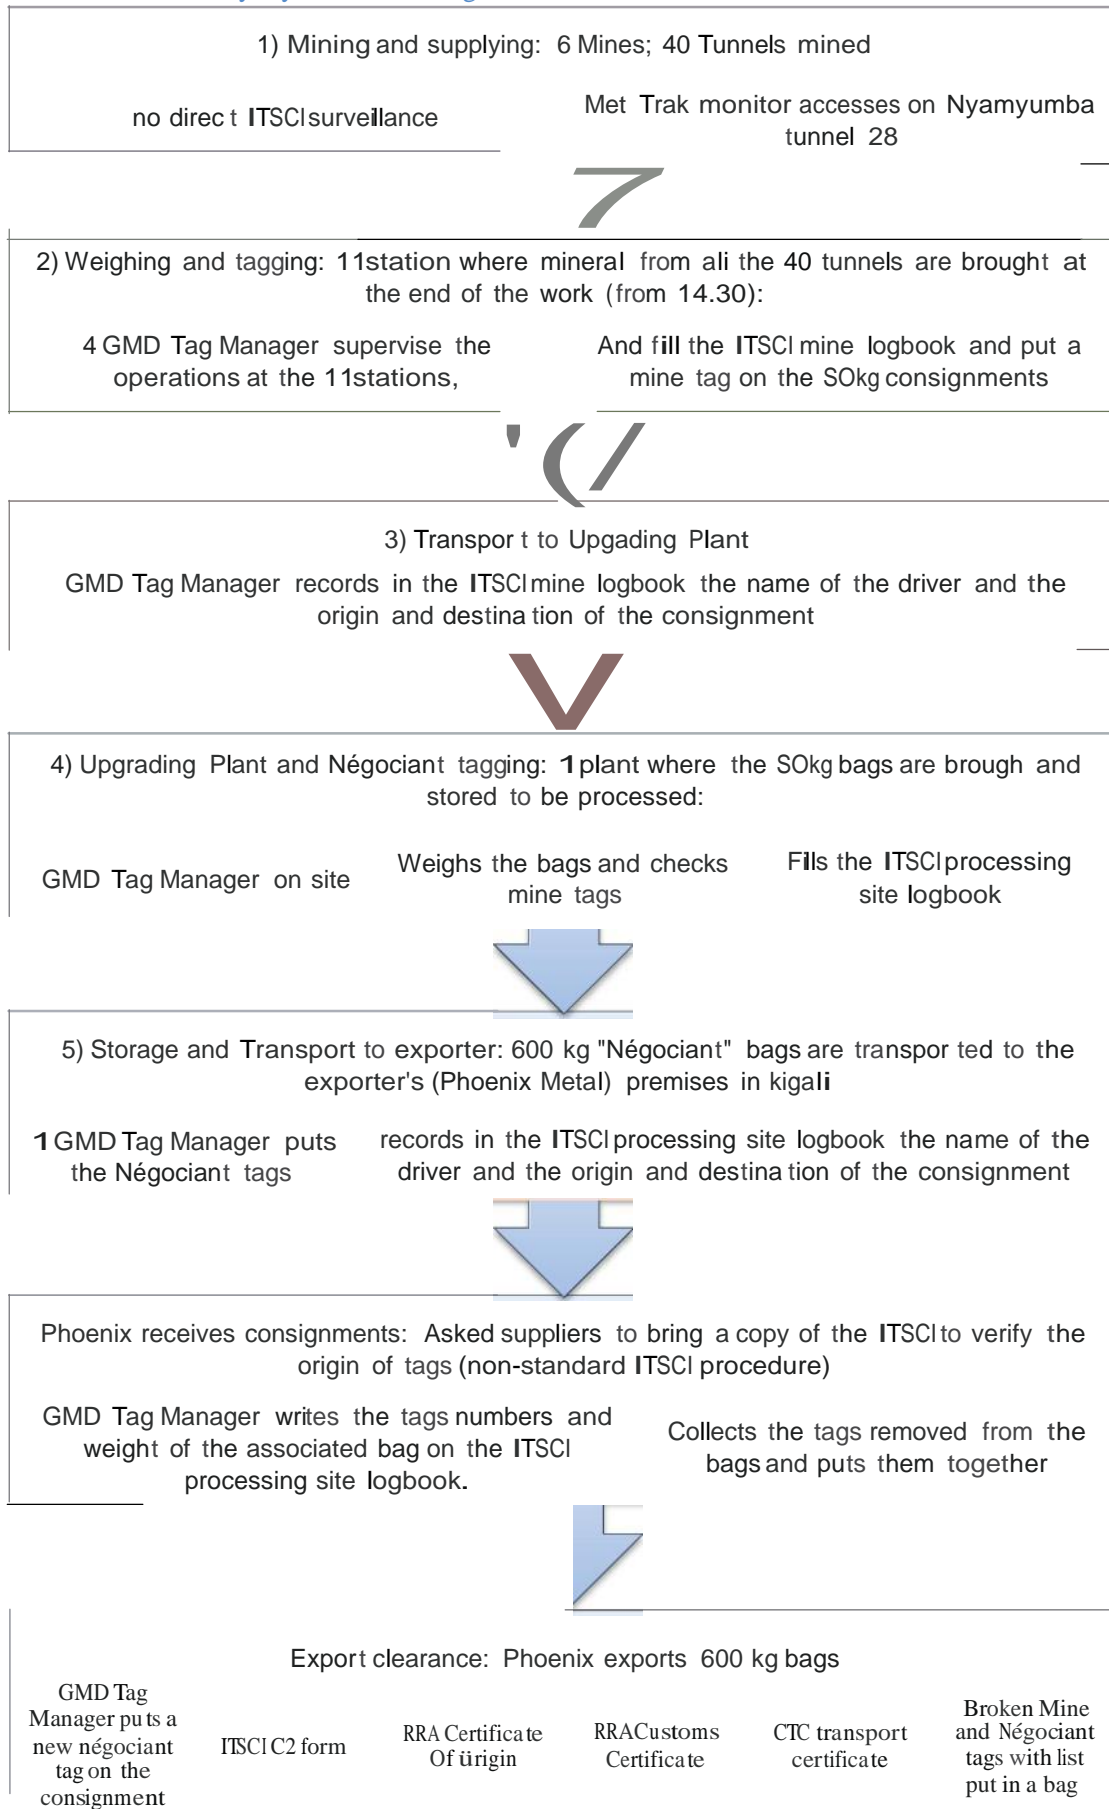 1) Mining and supplying: 6 Mines; 40 Tunnels mined
no direc t ITSCI surveillance
Met Trak monitor accesses on Nyamyumba
tunnel 28
2) Weighing and tagging: 11station where mineral from ali the 40 tunnels are brought at
the end of the work (from 14.30):
4 GMD Tag Manager supervise the
operations at the 11stations,
And fill the ITSCI mine logbook and put a
mine tag on the SOkg consignments
3) Transpor t to Upgading Plant
GMD Tag Manager records in the ITSCI mine logbook the name of the driver and the
origin and destina tion of the consignment
4) Upgrading Plant and Négociant tagging: 1 plant where the SOkg bags are brough and
stored to be processed:
GMD Tag Manager on site
Weighs the bags and checks
mine tags
Fills the ITSCI processing
site logbook
5) Storage and Transport to exporter: 600 kg "Négociant" bags are transpor ted to the
exporter's (Phoenix Metal) premises in kigali
1 GMD Tag Manager puts
the Négociant tags
records in the ITSCI processing site logbook the name of the
driver and the origin and destina tion of the consignment
Phoenix receives consignments: Asked suppliers to bring a copy of the ITSCI to verify the
origin of tags (non-standard ITSCI procedure)
GMD Tag Manager writes the tags numbers and
weight of the associated bag on the ITSCI
processing site logbook.
Collects the tags removed from the
bags and puts them together
Export clearance: Phoenix exports 600 kg bags
GMD Tag
Manager pu ts a
new négociant
tag on the
consignment
ITSCI C2 form
RRA Certificate
Of ürigin
RRA Customs
Certificate
CTC transport
certificate
Broken Mine
and Négociant
tags with list
put in a bag